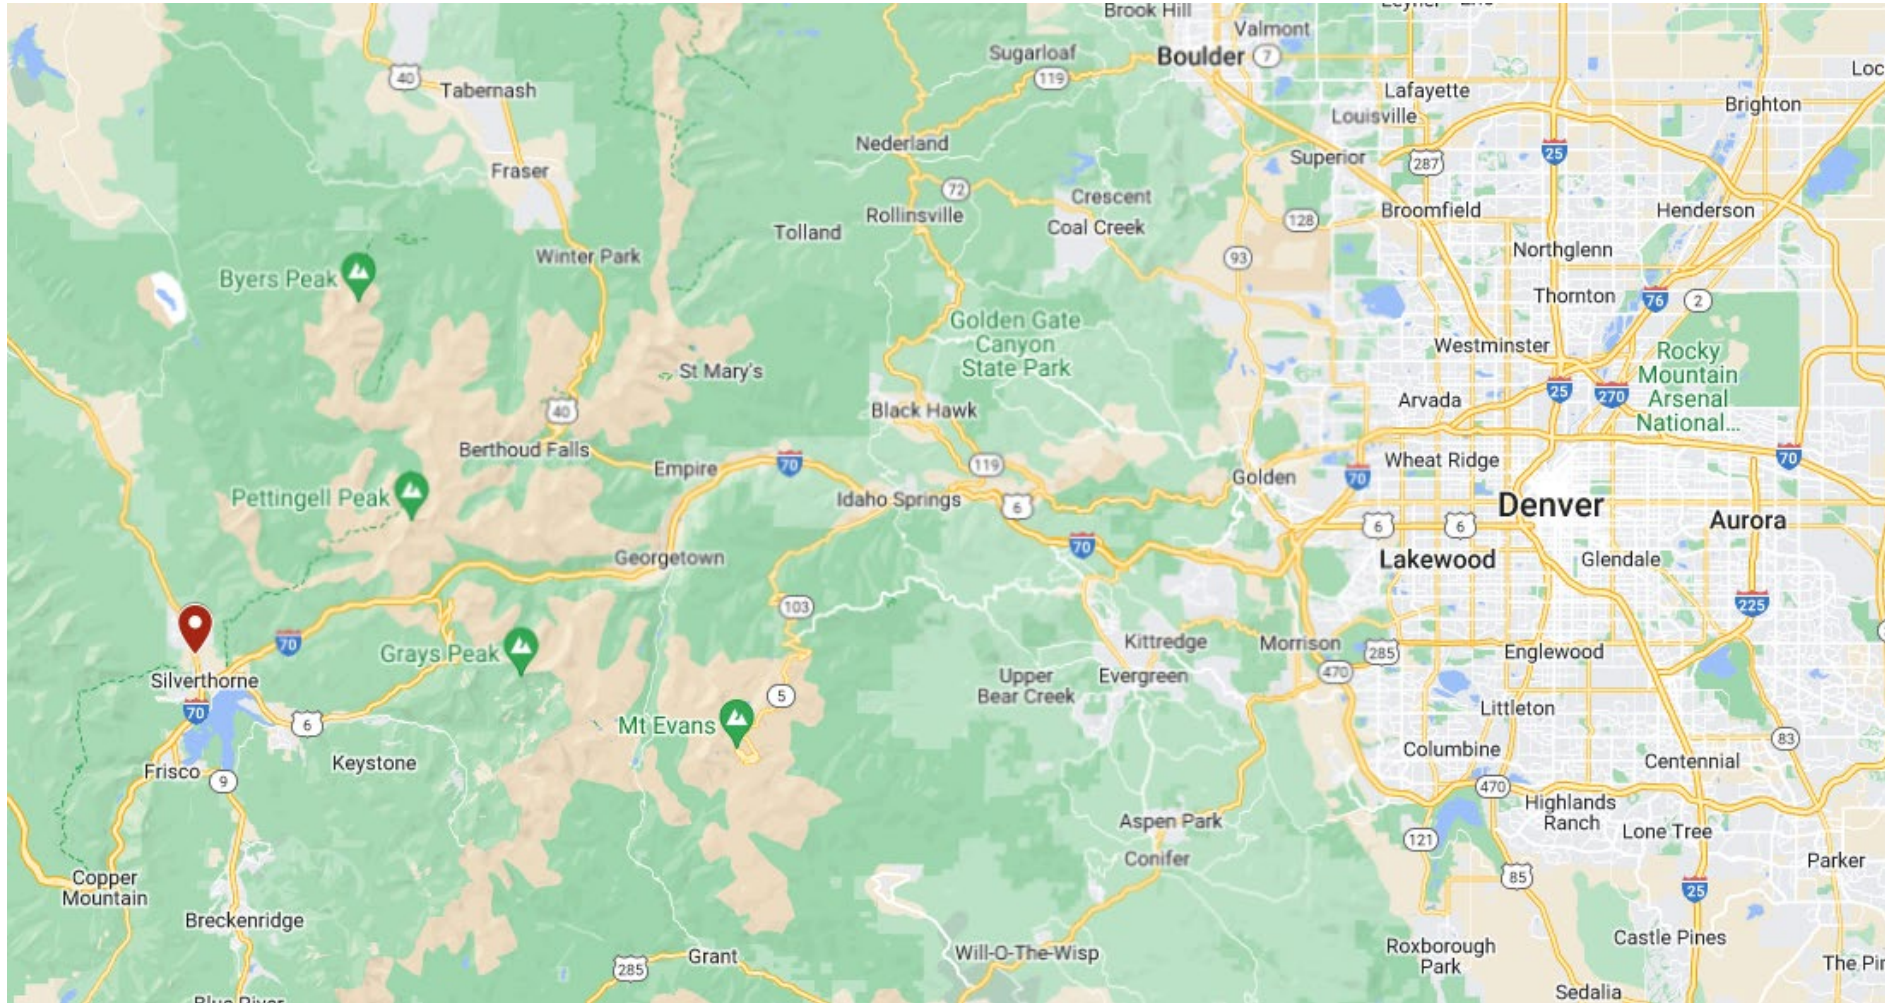 Brook Hill
Valmont
Sugarloaf
Boulder
7
119
40
Tabernash
Lafayette
Loc
Brighton
Louisville
Nederland
Superior
287
25
Fraser
72
Crescent
Rollinsville
Coal Creek
128
Broomfield
Henderson
Tolland
Winter Park
93
Northglenn
Byers Peak
Thornton
76
2
Golden Gate
Canyon
State Park
Westminster
Rocky
Mountain
Arsenal
National...
St Mary's
25
270
40
Black Hawk
Arvada
Berthoud Falls
Empire
70
119
Golden
70
Wheat Ridge
70
Pettingell Peak
Idaho Springs
6
Denver
6
6
Aurora
70
Georgetown
Lakewood
Glendale
103
225
70
Grays Peak
Kittredge
Morrison
285
Englewood
Silverthorne
Upper
Bear Creek
Evergreen
470
70
6
5
Mt Evans
Littleton
Frisco
9
Keystone
Columbine
83
Centennial
470
Highlands
Ranch
Aspen Park
121
Lone Tree
Conifer
Parker
Copper
Mountain
85
25
Breckenridge
Will-O-The-Wisp
Roxborough
Park
Castle Pines
Grant
285
The Pin
Sedalia
Blue River